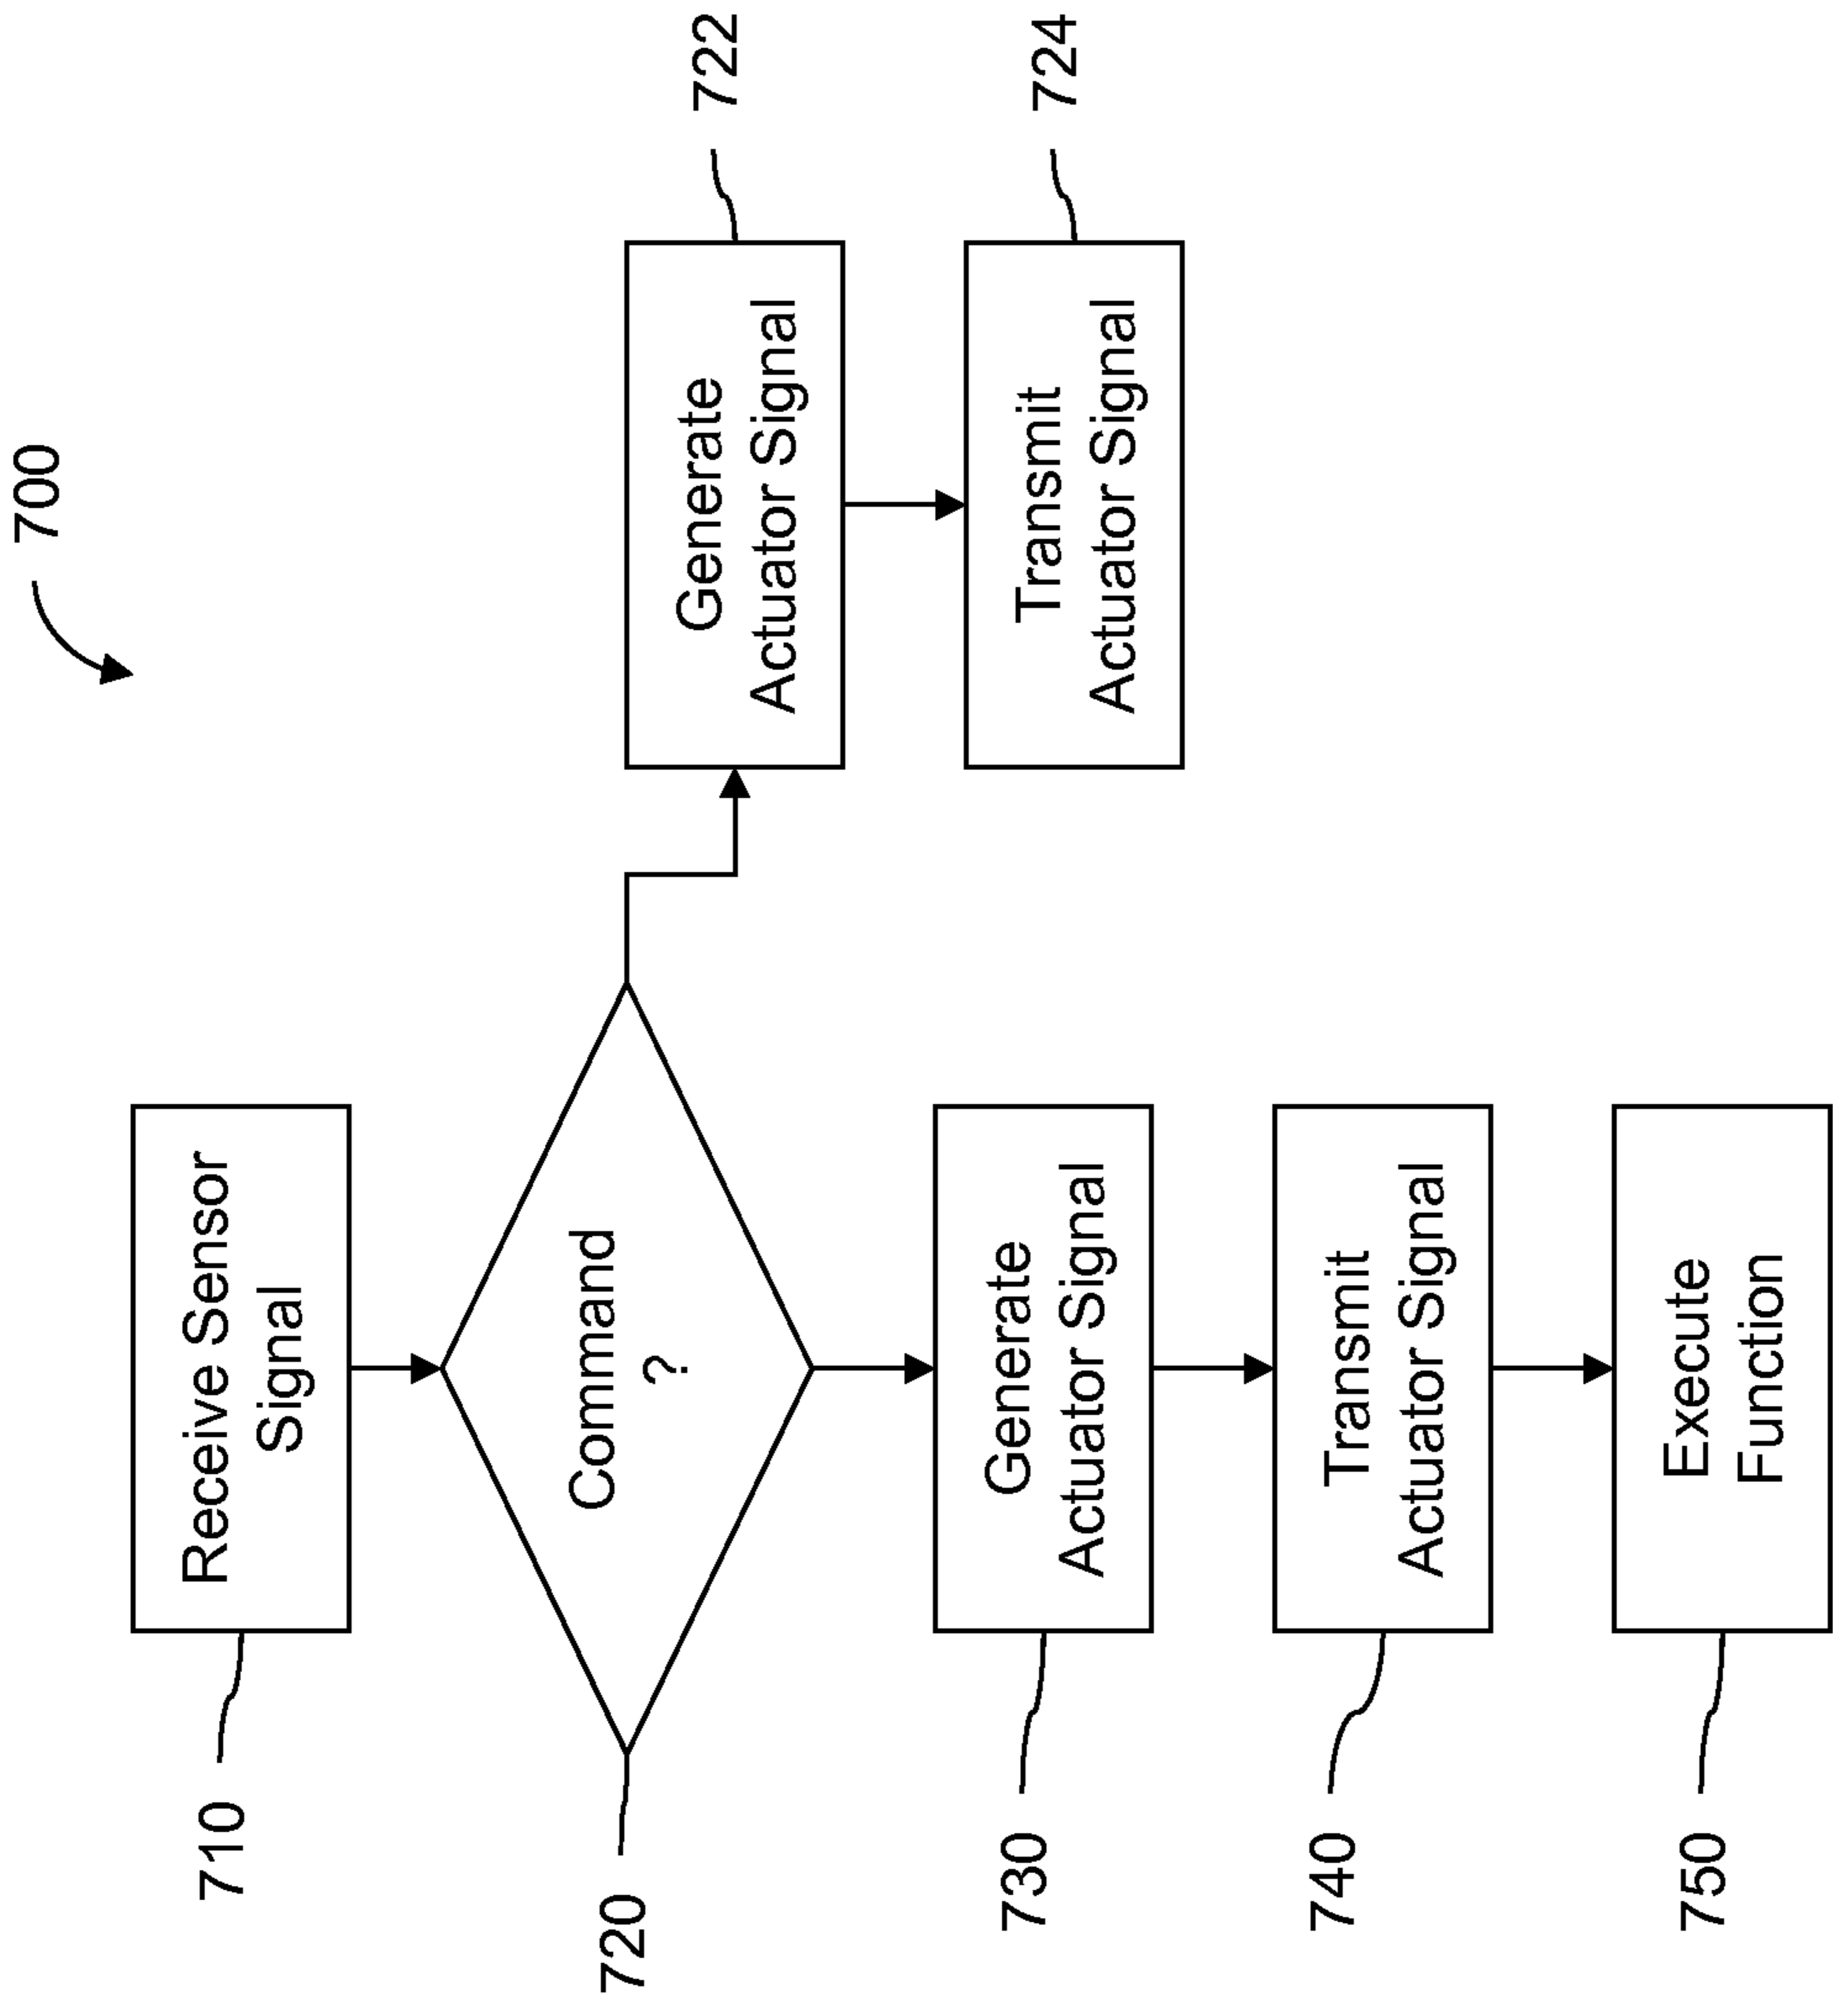 700
710
Receive Sensor
Signal
720
Command
?
Generate
Actuator Signal
722
Transmit
Actuator Signal
724
730
Generate
Actuator Signal
740
Transmit
Actuator Signal
750
Execute
Function